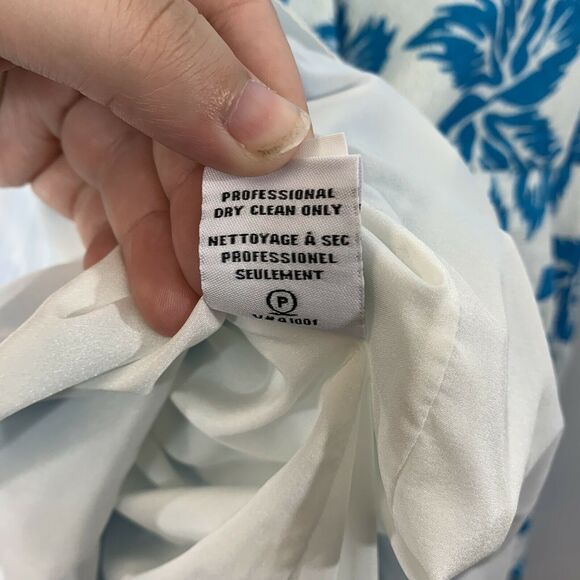 PROFESSIONAL
DRY CLEAN ONLY
NETTOYAGE À SEC
PROFESSIONEL
SEULEMENT
P